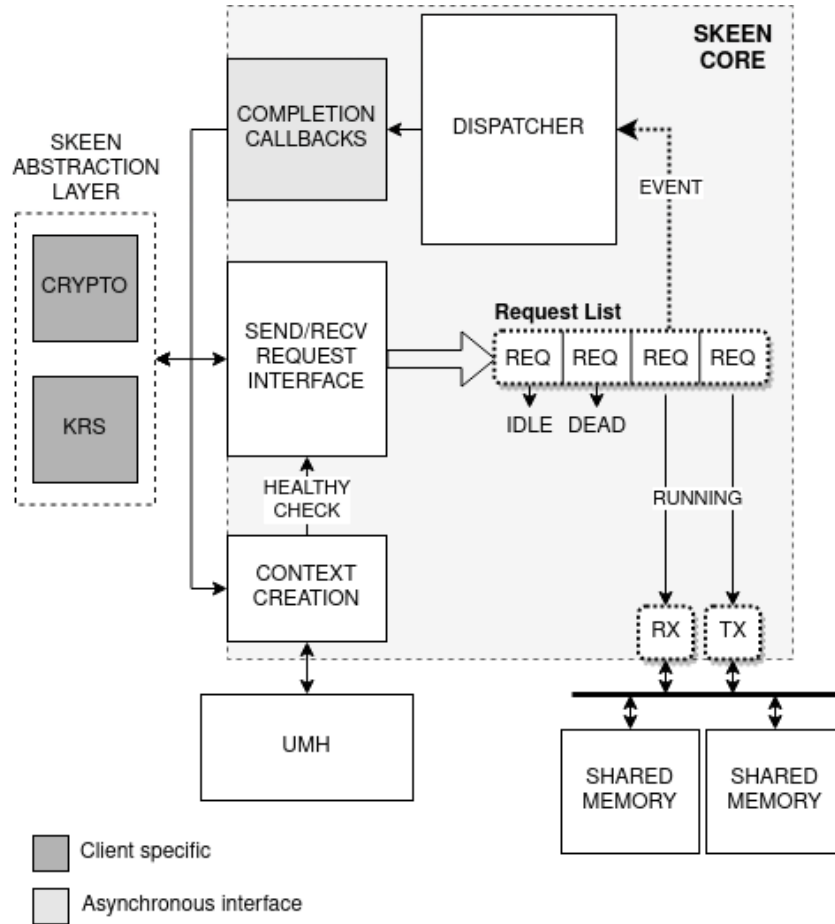 SKEEN
CORE
COMPLETION
CALLBACKS
DISPATCHER
SKEEN
ABSTRACTION
LAYER
EVENT
CRYPTO
SEND/RECV
REQUEST
INTERFACE
Request List
REQ REQ REQ REQ
KRS
IDLE DEAD
HEALTHY
CHECK
RUNNING
CONTEXT
CREATION
RX TX
UMH
SHARED
MEMORY
SHARED
MEMORY
Client specific
Asynchronous interface